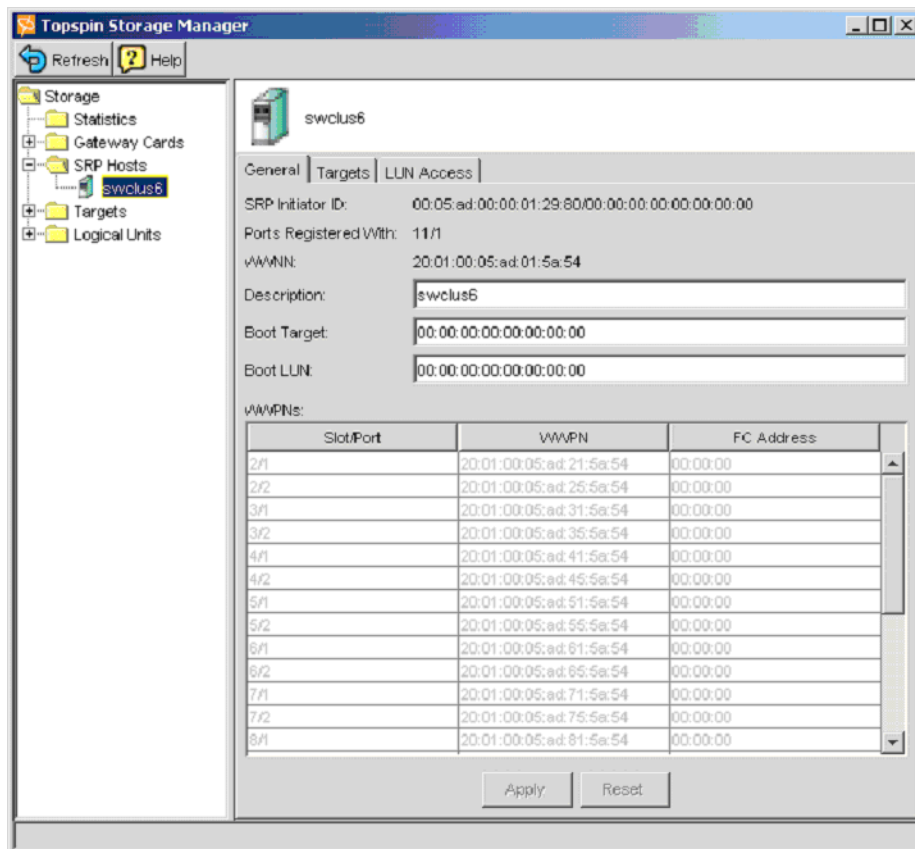 Topspin Storage Manager
Refresh Help
Storage
Statistics
Gateway Cards
SRP Hosts
swclus6
Targets
Logical Units
swclus6
General Targets LUN Access
SRP Initiator ID: 00:05:ad:00:00:01:29:80/00:00:00:00:00:00:00:00
Ports Registered With: 11/1
WWNN: 20:01:00:05:ad:01:5a:54
Description: swclus6
Boot Target: 00:00:00:00:00:00:00:00
Boot LUN: 00:00:00:00:00:00:00:00
WWPNs:
Slot/Port WWPN FC Address
2/1 20:01:00:05:ad:21:5a:54 00:00:00
2/2 20:01:00:05:ad:25:5a:54 00:00:00
3/1 20:01:00:05:ad:31:5a:54 00:00:00
3/2 20:01:00:05:ad:35:5a:54 00:00:00
4/1 20:01:00:05:ad:41:5a:54 00:00:00
4/2 20:01:00:05:ad:45:5a:54 00:00:00
5/1 20:01:00:05:ad:51:5a:54 00:00:00
5/2 20:01:00:05:ad:55:5a:54 00:00:00
6/1 20:01:00:05:ad:61:5a:54 00:00:00
6/2 20:01:00:05:ad:65:5a:54 00:00:00
7/1 20:01:00:05:ad:71:5a:54 00:00:00
7/2 20:01:00:05:ad:75:5a:54 00:00:00
8/1 20:01:00:05:ad:81:5a:54 00:00:00
Apply Reset